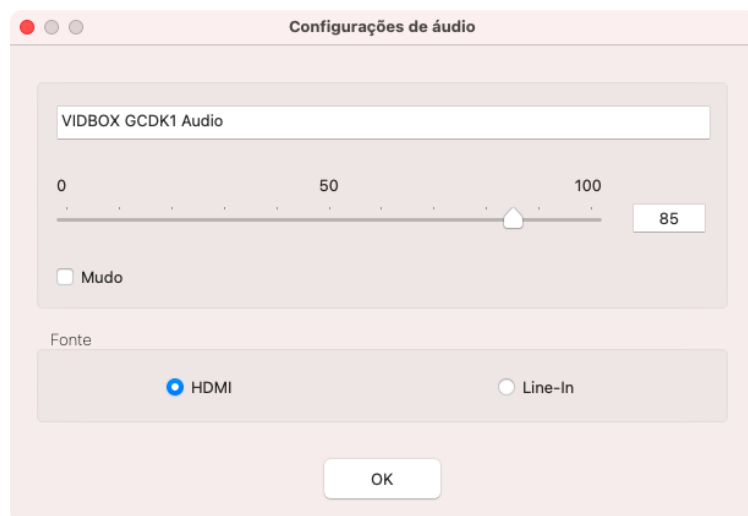 Configurações de áudio
VIDBOX GCDK1 Audio
0 50 100
85
Mudo
Fonte
HDMI Line-In
OK